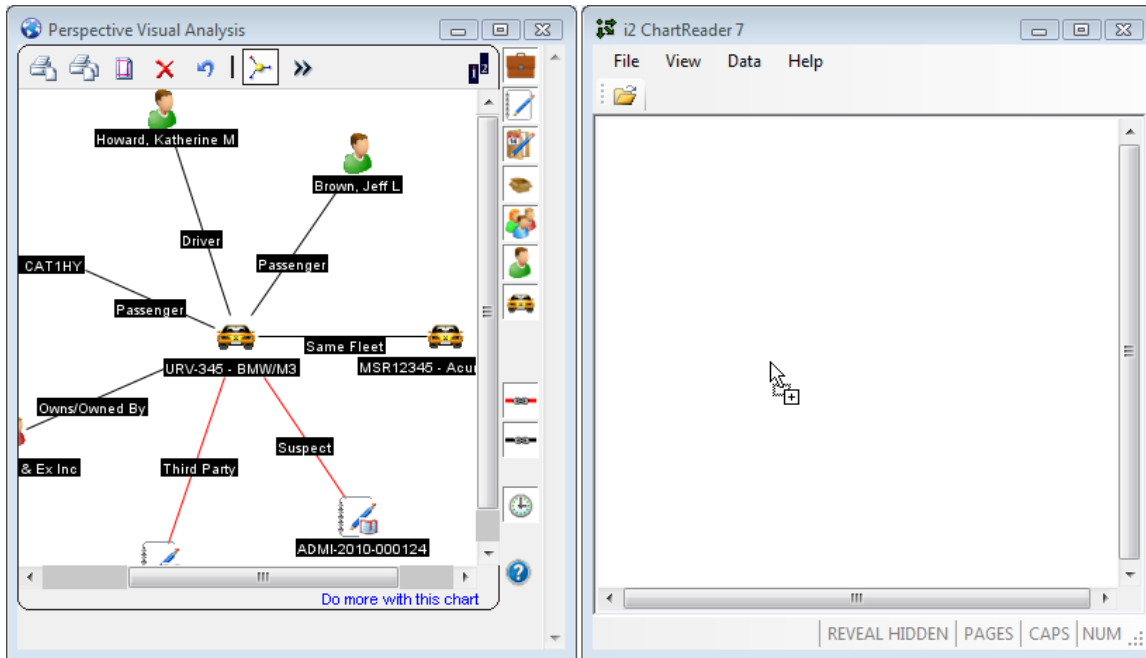 Perspective Visual Analysis
1 2
Howard, Katherine M
Brown, Jeff L
Driver
Passenger
CAT1HY
Passenger
Same Fleet
URV-345 - BMW/M3
MSR12345 - Acur
Owns/Owned By
Suspect
& Ex Inc
Third Party
ADMI-2010-000124
Do more with this chart
i2 ChartReader 7
File View Data Help
REVEAL HIDDEN PAGES CAPS NUM